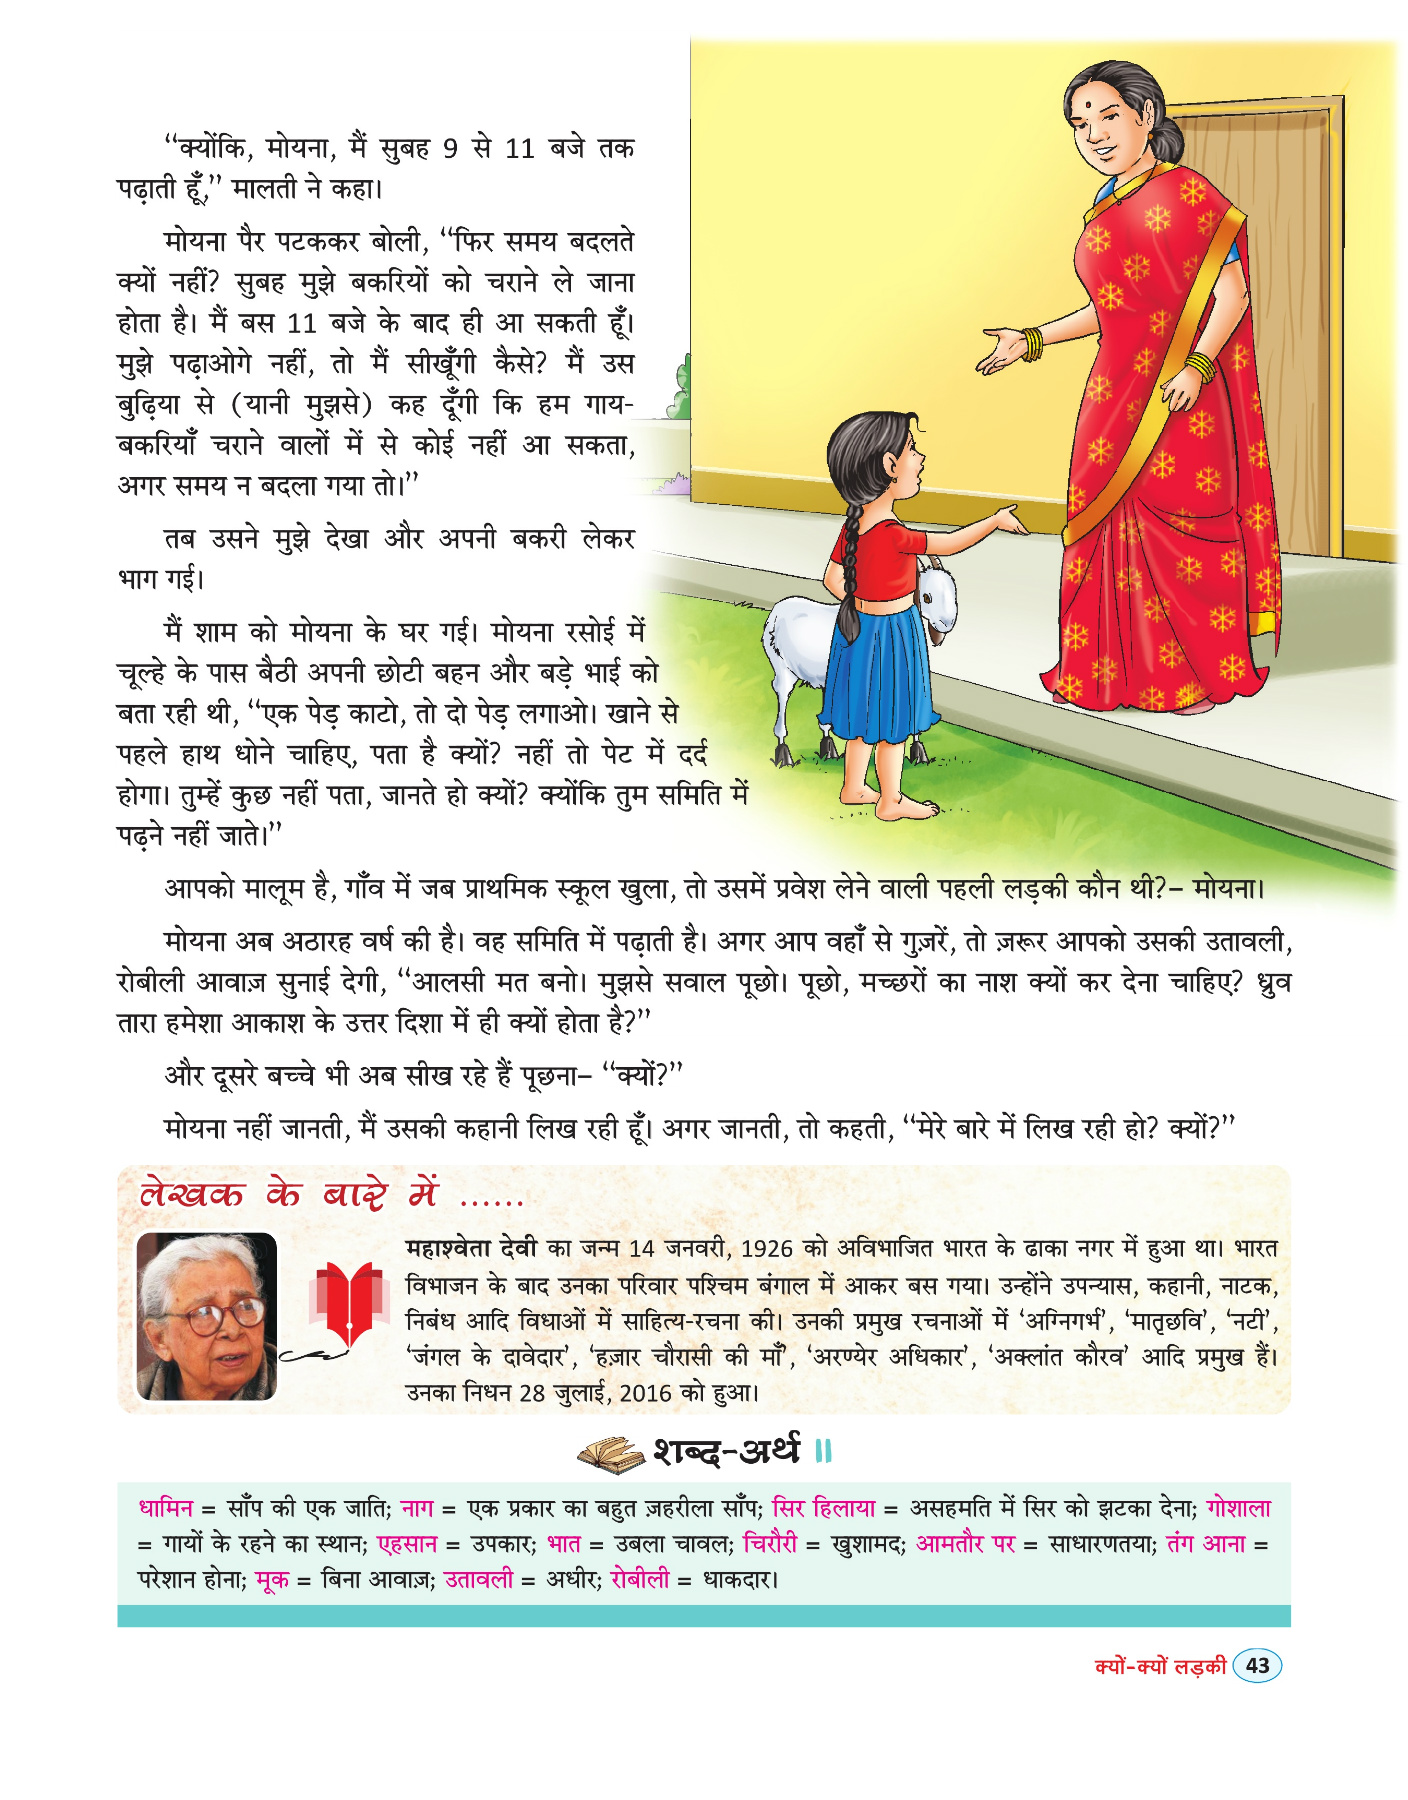 “क्योंकि, मोयना, मैं सुबह 9 से 11 बजे तक
पढ़ाती हूँ,” मालती ने कहा।
मोयना पैर पटककर बोली, “फिर समय बदलते
क्यों नहीं? सुबह मुझे बकरियों को चराने ले जाना
होता है। मैं बस 11 बजे के बाद ही आ सकती हूँ।
मुझे पढ़ाओगे नहीं, तो मैं सीखूँगी कैसे? मैं उस
बुढ़िया से (यानी मुझसे) कह दूँगी कि हम गाय-
बकरियाँ चराने वालों में से कोई नहीं आ सकता,
अगर समय न बदला गया तो।”
तब उसने मुझे देखा और अपनी बकरी लेकर
भाग गई।
मैं शाम को मोयना के घर गई। मोयना रसोई में
चूल्हे के पास बैठी अपनी छोटी बहन और बड़े भाई को
बता रही थी, “एक पेड़ काटो, तो दो पेड़ लगाओ। खाने से
पहले हाथ धोने चाहिए, पता है क्यों? नहीं तो पेट में दर्द
होगा। तुम्हें कुछ नहीं पता, जानते हो क्यों? क्योंकि तुम समिति में
पढ़ने नहीं जाते।”
आपको मालूम है, गाँव में जब प्राथमिक स्कूल खुला, तो उसमें प्रवेश लेने वाली पहली लड़की कौन थी?– मोयना।
मोयना अब अठारह वर्ष की है। वह समिति में पढ़ाती है। अगर आप वहाँ से गुज़रें, तो ज़रूर आपको उसकी उतावली,
रोबीली आवाज़ सुनाई देगी, “आलसी मत बनो। मुझसे सवाल पूछो। पूछो, मच्छरों का नाश क्यों कर देना चाहिए? ध्रुव
तारा हमेशा आकाश के उत्तर दिशा में ही क्यों होता है?”
और दूसरे बच्चे भी अब सीख रहे हैं पूछना– “क्यों?”
मोयना नहीं जानती, मैं उसकी कहानी लिख रही हूँ। अगर जानती, तो कहती, “मेरे बारे में लिख रही हो? क्यों?”
लेखक के बारे में ......
महाश्वेता देवी का जन्म 14 जनवरी, 1926 को अविभाजित भारत के ढाका नगर में हुआ था। भारत
विभाजन के बाद उनका परिवार पश्चिम बंगाल में आकर बस गया। उन्होंने उपन्यास, कहानी, नाटक,
निबंध आदि विधाओं में साहित्य-रचना की। उनकी प्रमुख रचनाओं में ‘अग्निगर्भ’, ‘मातृछवि’, ‘नटी’,
‘जंगल के दावेदार’, ‘हज़ार चौरासी की माँ’, ‘अरण्येर अधिकार’, ‘अक्लांत कौरव’ आदि प्रमुख हैं।
उनका निधन 28 जुलाई, 2016 को हुआ।
शब्द-अर्थ
धामिन = साँप की एक जाति; नाग = एक प्रकार का बहुत ज़हरीला साँप; सिर हिलाया = असहमति में सिर को झटका देना; गोशाला
= गायों के रहने का स्थान; एहसान = उपकार; भात = उबला चावल; चिरौरी = खुशामद; आमतौर पर = साधारणतया; तंग आना =
परेशान होना; मूक = बिना आवाज़; उतावली = अधीर; रोबीली = धाकदार।
क्यों-क्यों लड़की 43